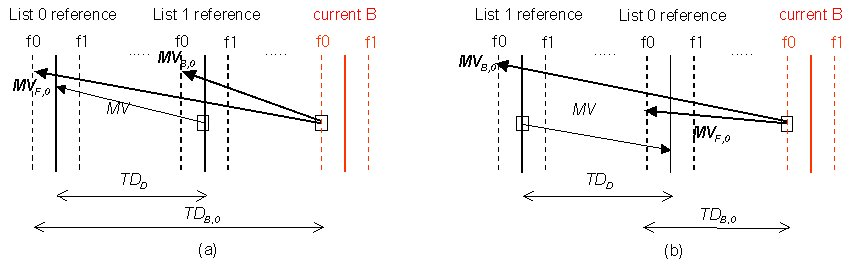 List 0 reference List 1 reference current B
f0 f1 ..... f0 f1 ..... f0 f1
MV_B,0
MV_F,0
MV
TD_D
TD_B,0
(a)
List 1 reference List 0 reference current B
f0 f1 ..... f0 f1 ..... f0 f1
MV_B,0
MV
MV_F,0
TD_D
TD_B,0
(b)